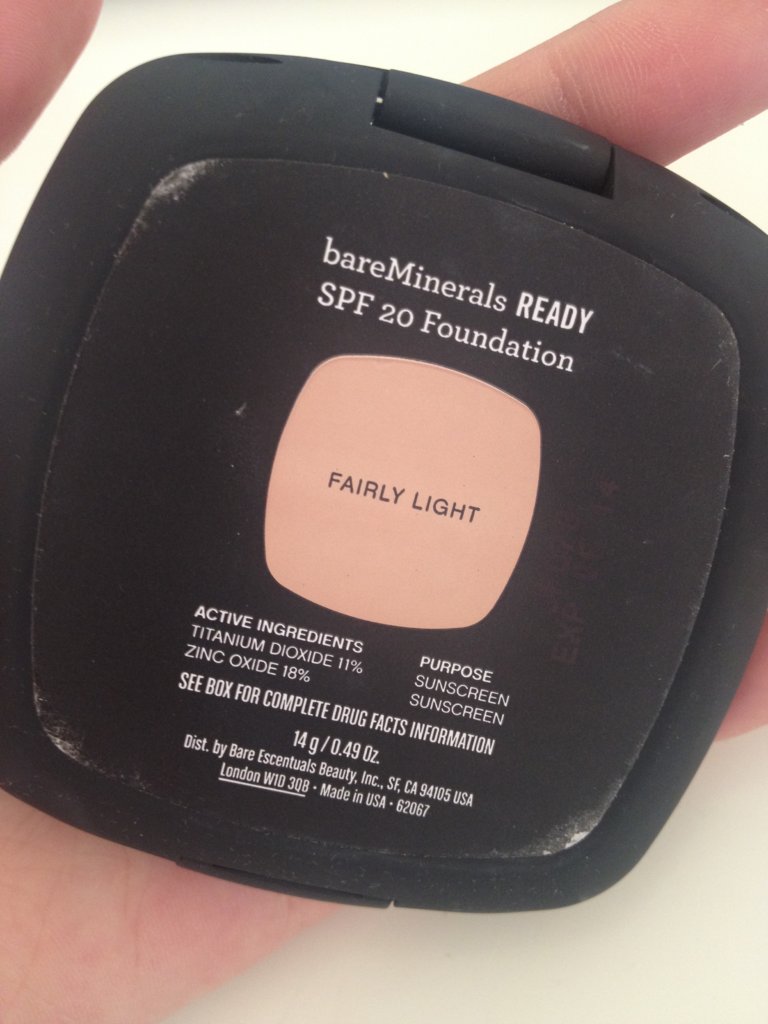 bareMinerals READY
SPF 20 Foundation
FAIRLY LIGHT
ACTIVE INGREDIENTS
TITANIUM DIOXIDE 11%
ZINC OXIDE 18%
PURPOSE
SUNSCREEN
SUNSCREEN
SEE BOX FOR COMPLETE DRUG FACTS INFORMATION
14 g / 0.49 Oz.
Dist. by Bare Escentuals Beauty, Inc., SF, CA 94105 USA
London W1D 3QB • Made in USA • 62067
EXP